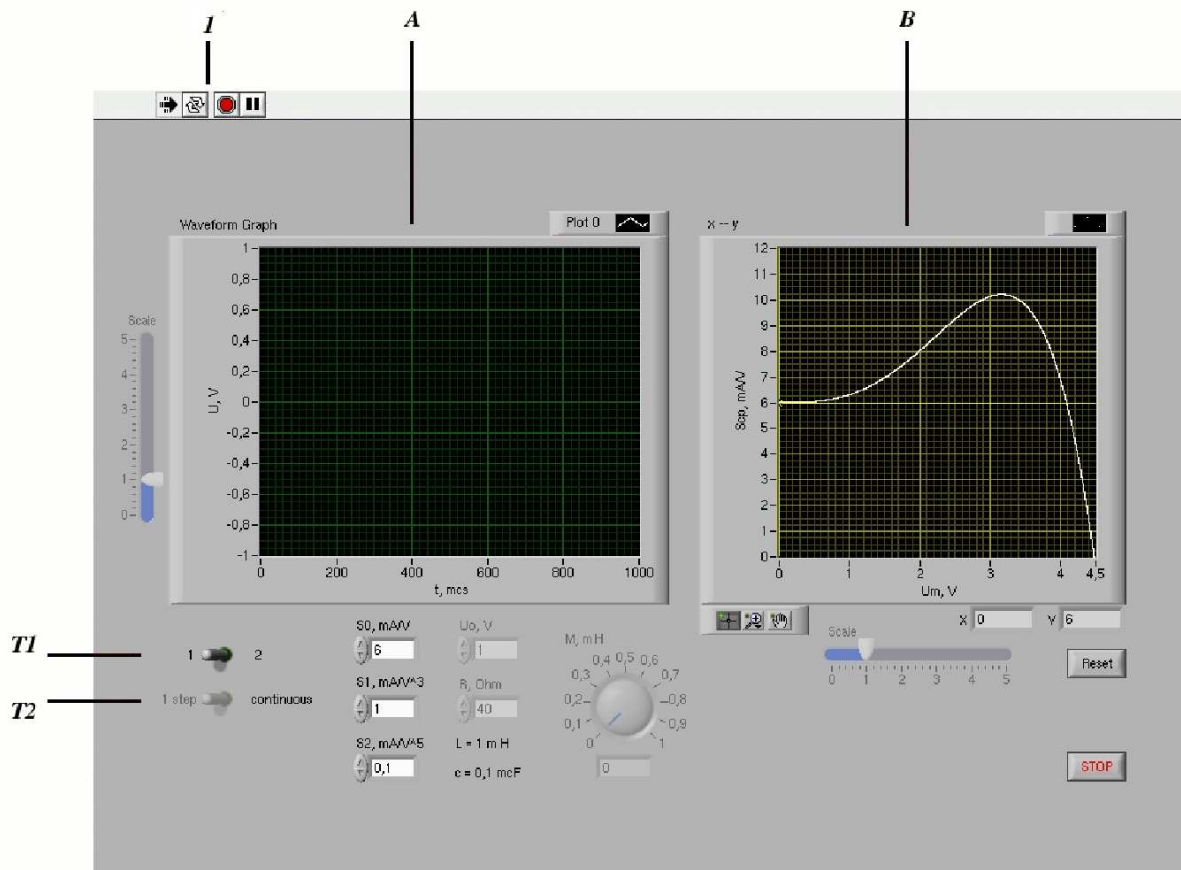 1 A B
Waveform Graph Plot 0
x -- y
Scale
5
4
3
2
1
0
U, V
1
0,8
0,6
0,4
0,2
0
-0,2
-0,4
-0,6
-0,8
-1
0 200 400 600 800 1000
t, mcs
Scp, mA/V
12
11
10
9
8
7
6
5
4
3
2
1
0
0 1 2 3 4 4,5
Um, V
X 0 Y 6
Scale
0 1 2 3 4 5
Reset
T1
1 2
T2
1 step continuous
S0, mA/V
6
S1, mA/V^3
1
S2, mA/V^5
0,1
Uo, V
1
R, Ohm
40
L = 1 m H
c = 0,1 mcF
M, m H
0 0,1 0,2 0,3 0,4 0,5 0,6 0,7 0,8 0,9 1
0
STOP